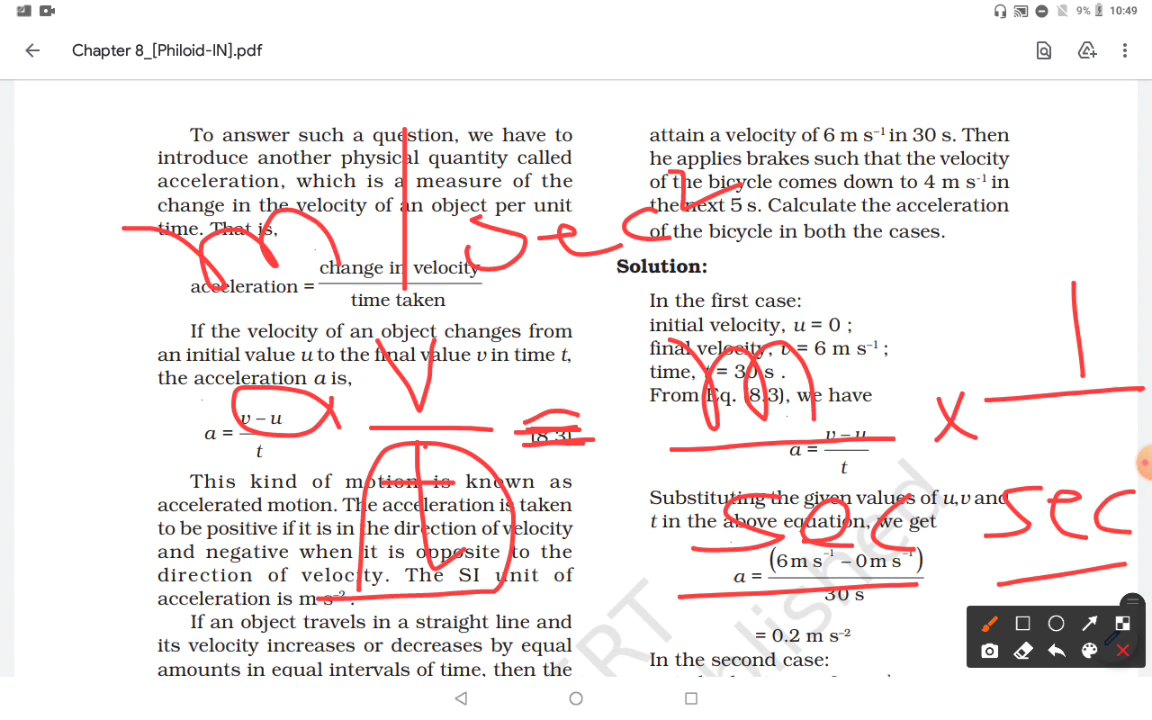 9% 10:49
Chapter 8_[Philoid-IN].pdf
To answer such a question, we have to
introduce another physical quantity called
acceleration, which is a measure of the
change in the velocity of an object per unit
time. That is,
acceleration = change in velocity
time taken
If the velocity of an object changes from
an initial value u to the final value v in time t,
the acceleration a is,
a = v – u
t
(8.3)
This kind of motion is known as
accelerated motion. The acceleration is taken
to be positive if it is in the direction of velocity
and negative when it is opposite to the
direction of velocity. The SI unit of
acceleration is m s⁻² .
If an object travels in a straight line and
its velocity increases or decreases by equal
amounts in equal intervals of time, then the
attain a velocity of 6 m s⁻¹ in 30 s. Then
he applies brakes such that the velocity
of the bicycle comes down to 4 m s⁻¹ in
the next 5 s. Calculate the acceleration
of the bicycle in both the cases.
Solution:
In the first case:
initial velocity, u = 0 ;
final velocity, v = 6 m s⁻¹ ;
time, t = 30 s .
From Eq. (8.3), we have
a = v – u
t
Substituting the given values of u,v and
t in the above equation, we get
a = (6 m s⁻¹ – 0 m s⁻¹)
30 s
= 0.2 m s⁻²
In the second case:
m | sec²
v
t
m × 1
sec sec